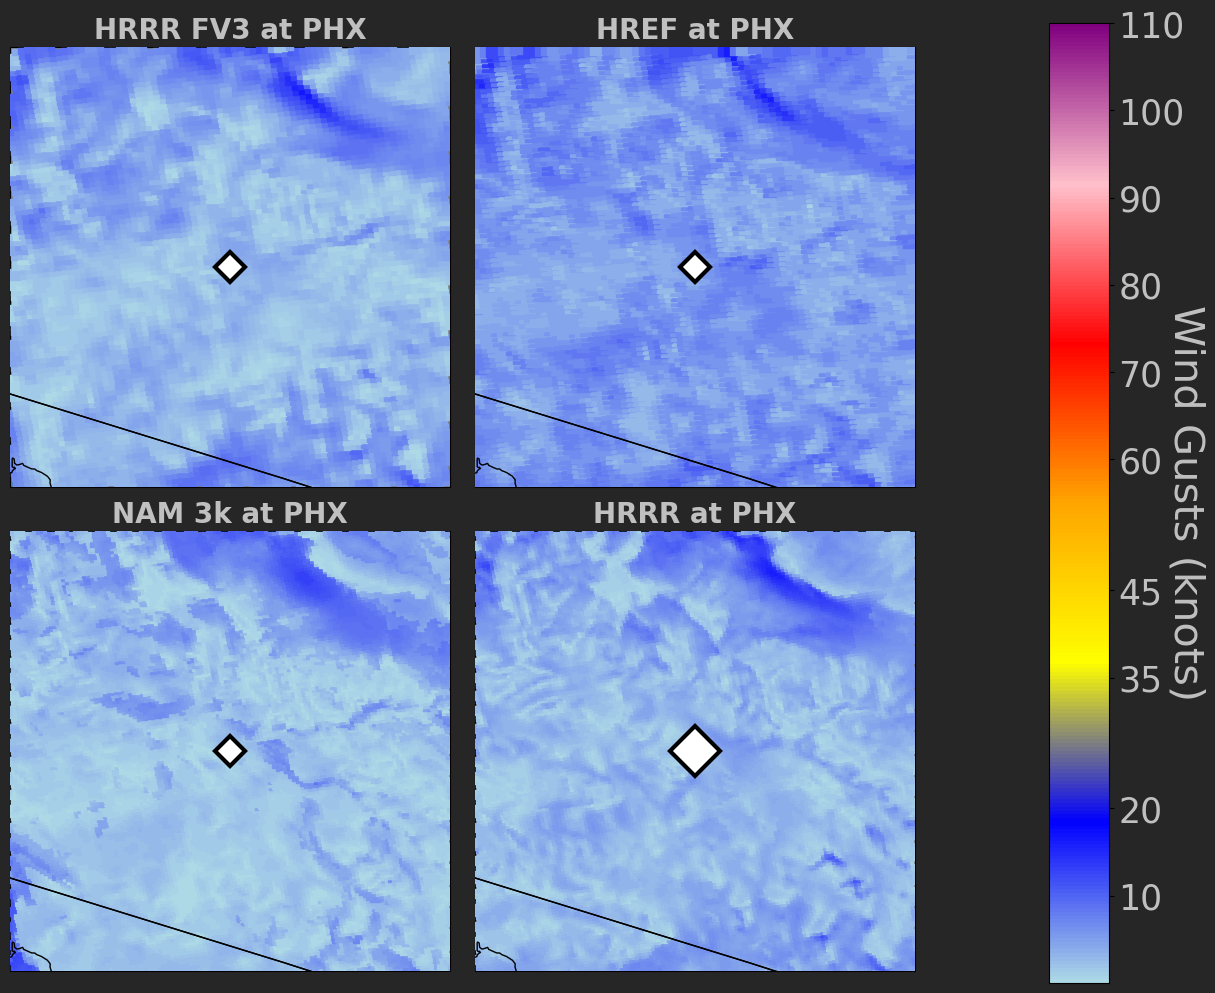 HRRR FV3 at PHX
HREF at PHX
NAM 3k at PHX
HRRR at PHX
110
100
90
80
70
60
45
35
20
10
Wind Gusts (knots)